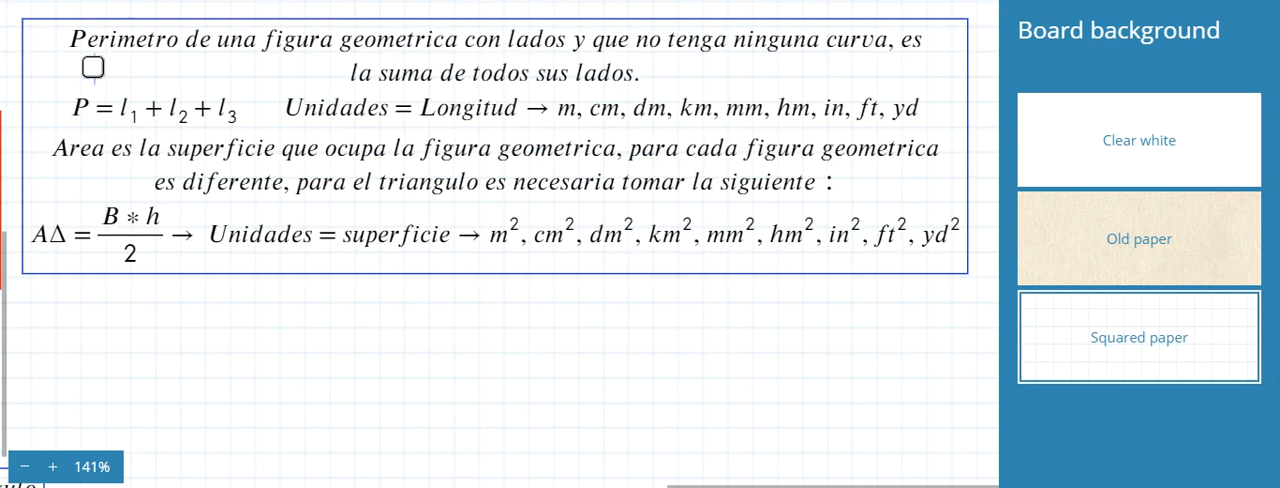 Perimetro de una figura geometrica con lados y que no tenga ninguna curva, es
la suma de todos sus lados.
P = l₁ + l₂ + l₃ Unidades = Longitud → m, cm, dm, km, mm, hm, in, ft, yd
Area es la superficie que ocupa la figura geometrica, para cada figura geometrica
es diferente, para el triangulo es necesaria tomar la siguiente :
AΔ = B * h / 2 → Unidades = superficie → m², cm², dm², km², mm², hm², in², ft², yd²
− + 141%
Board background
Clear white
Old paper
Squared paper